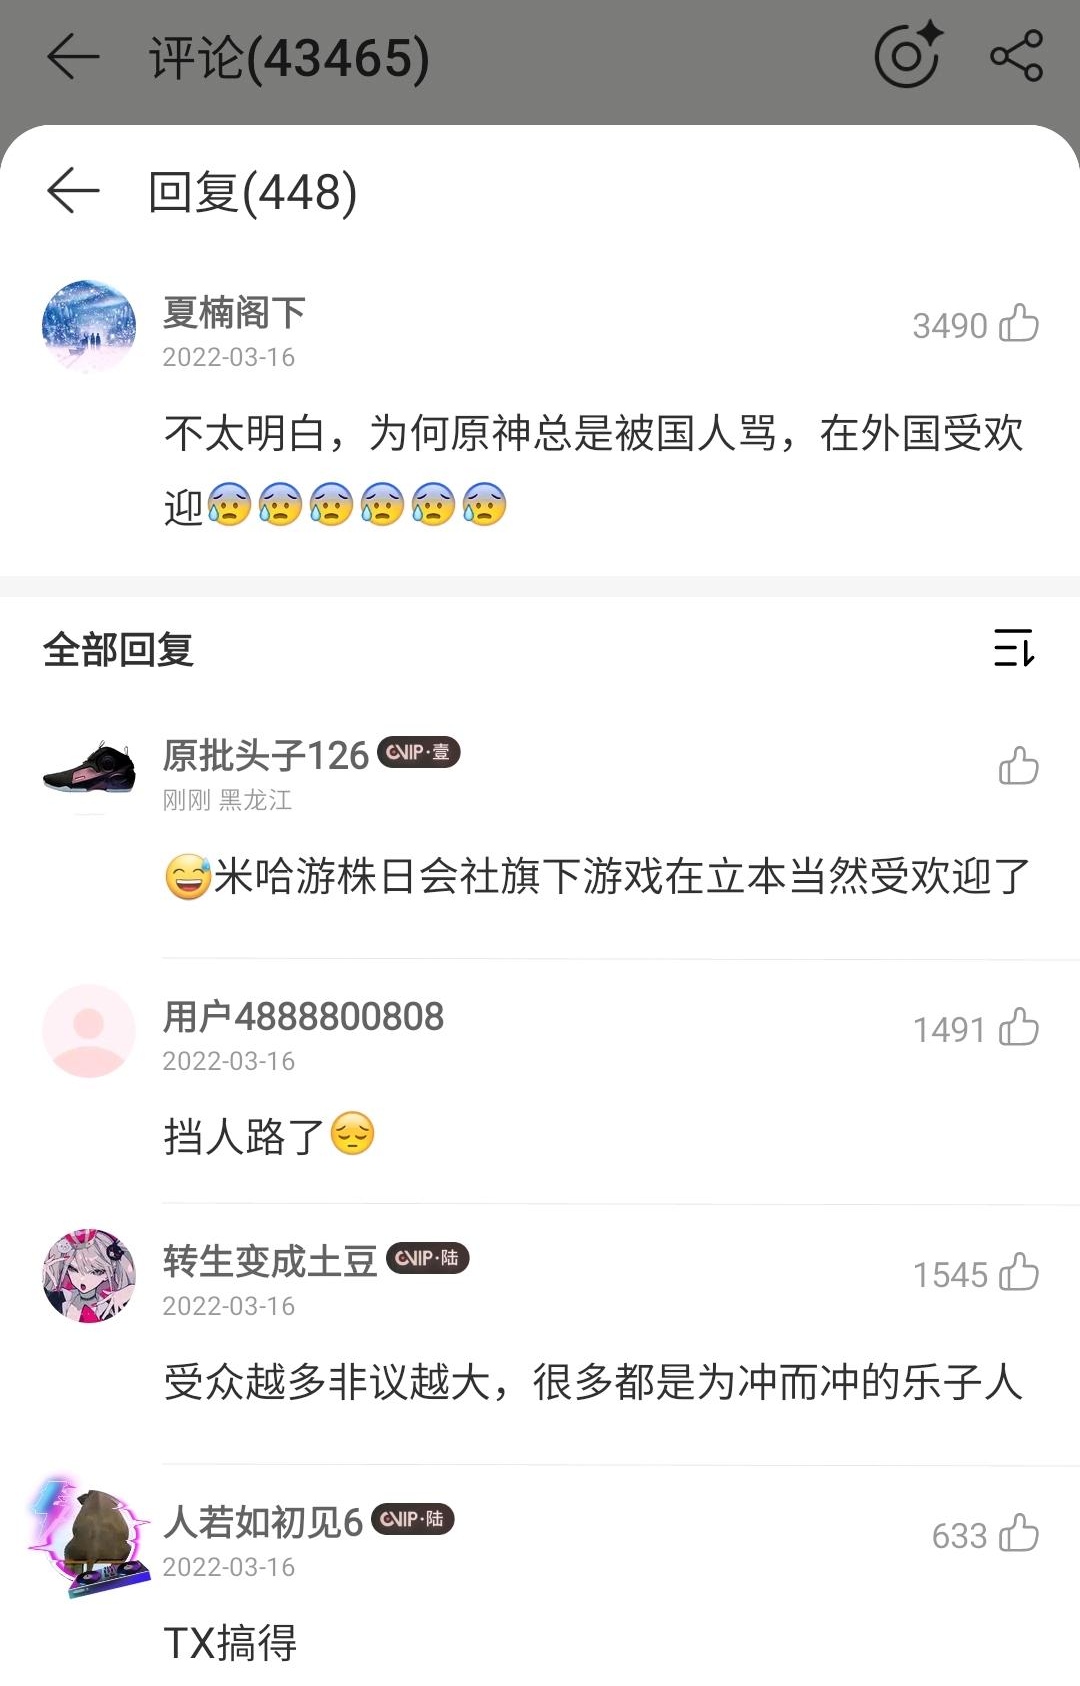 评论(43465)
回复(448)
夏楠阁下
2022-03-16
3490
不太明白，为何原神总是被国人骂，在外国受欢
迎😰😰😰😰😰😰
全部回复
原批头子126 VIP·壹
刚刚 黑龙江
😅米哈游株日会社旗下游戏在立本当然受欢迎了
用户4888800808
2022-03-16
1491
挡人路了😔
转生变成土豆 VIP·陆
2022-03-16
1545
受众越多非议越大，很多都是为冲而冲的乐子人
人若如初见6 VIP·陆
2022-03-16
633
TX搞得